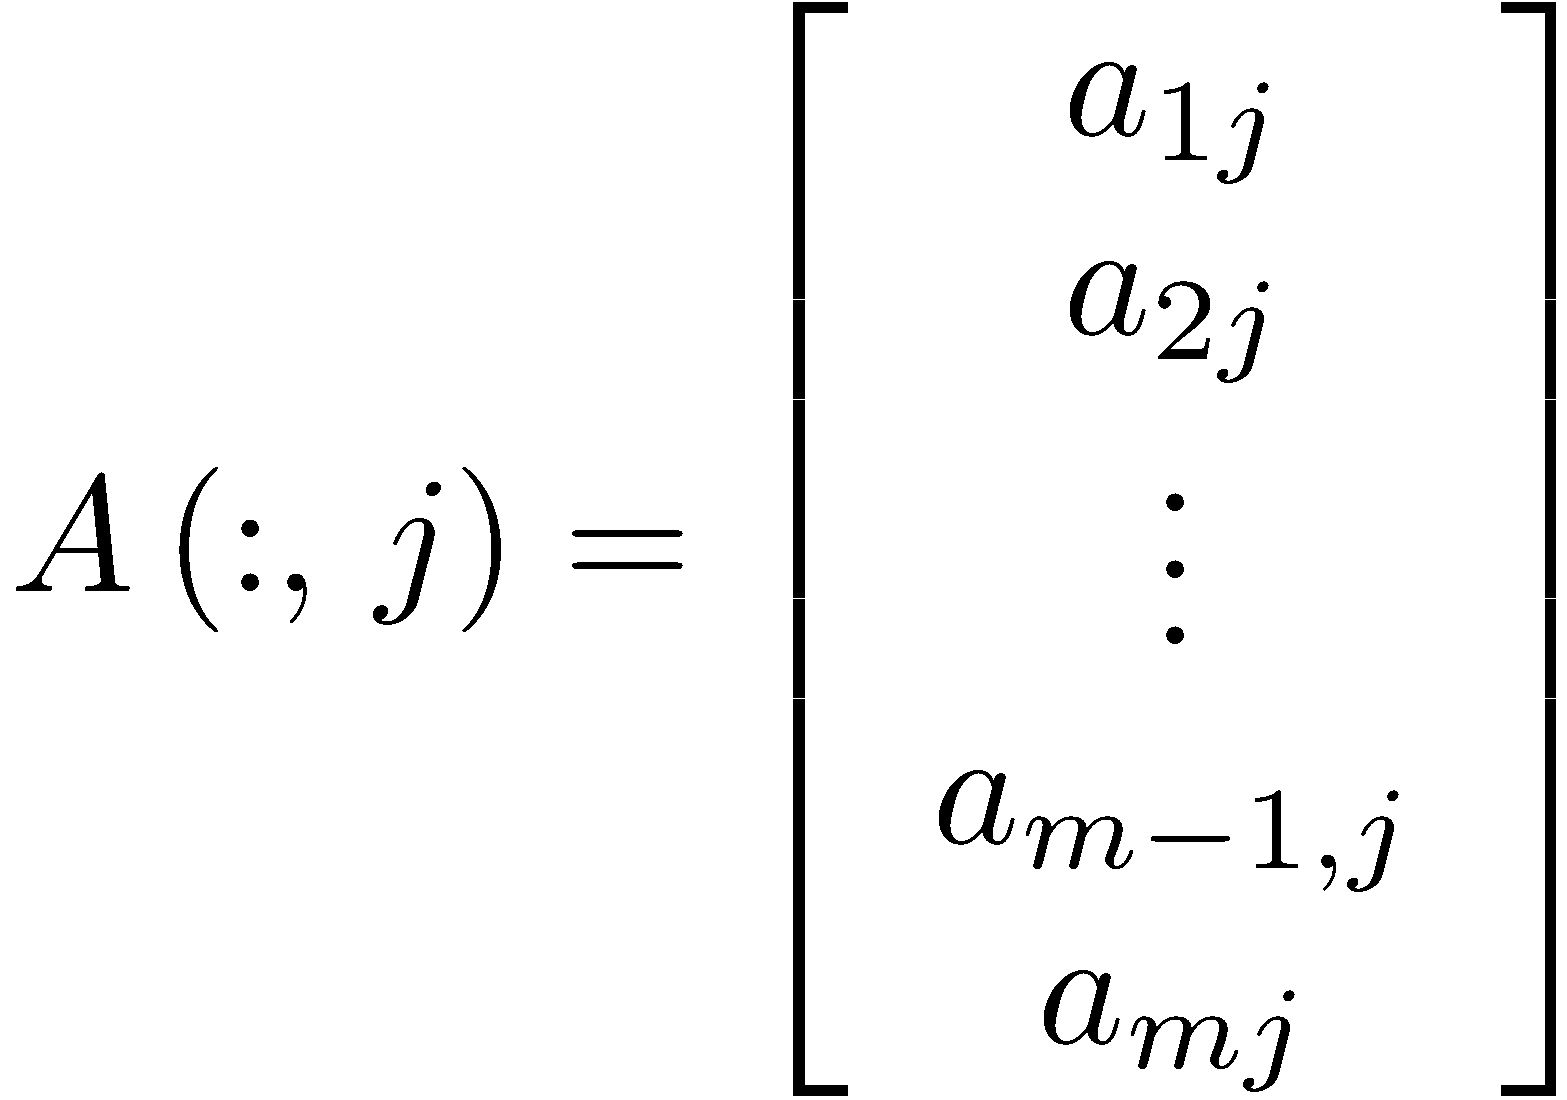 a_{1j}
a_{2j}
⋮
A (:, j) =
a_{m−1,j}
a_{mj}